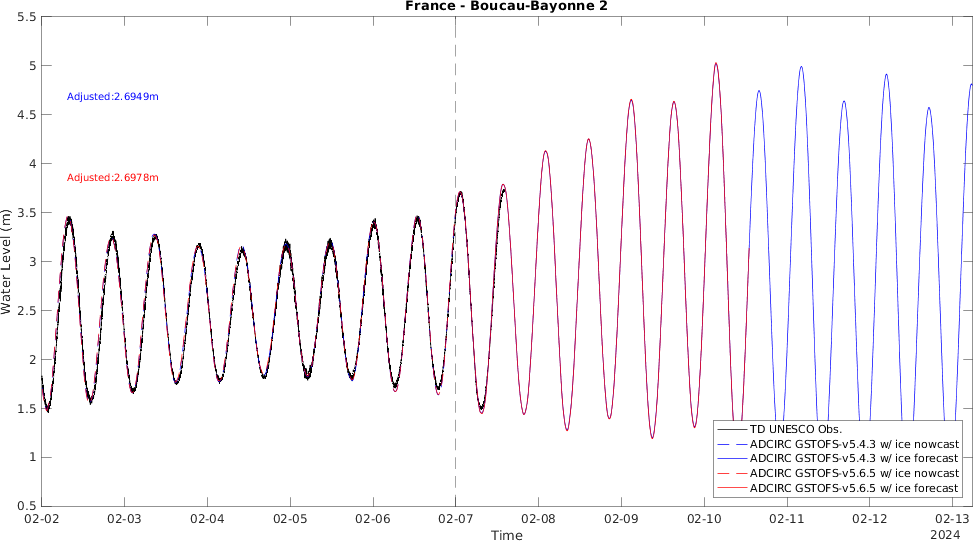 France - Boucau-Bayonne 2
5.5
5
4.5
4
3.5
3
2.5
2
1.5
1
0.5
Water Level (m)
Adjusted:2.6949m
Adjusted:2.6978m
TD UNESCO Obs.
ADCIRC GSTOFS-v5.4.3 w/ ice nowcast
ADCIRC GSTOFS-v5.4.3 w/ ice forecast
ADCIRC GSTOFS-v5.6.5 w/ ice nowcast
ADCIRC GSTOFS-v5.6.5 w/ ice forecast
02-02 02-03 02-04 02-05 02-06 02-07 02-08 02-09 02-10 02-11 02-12 02-13
Time
2024